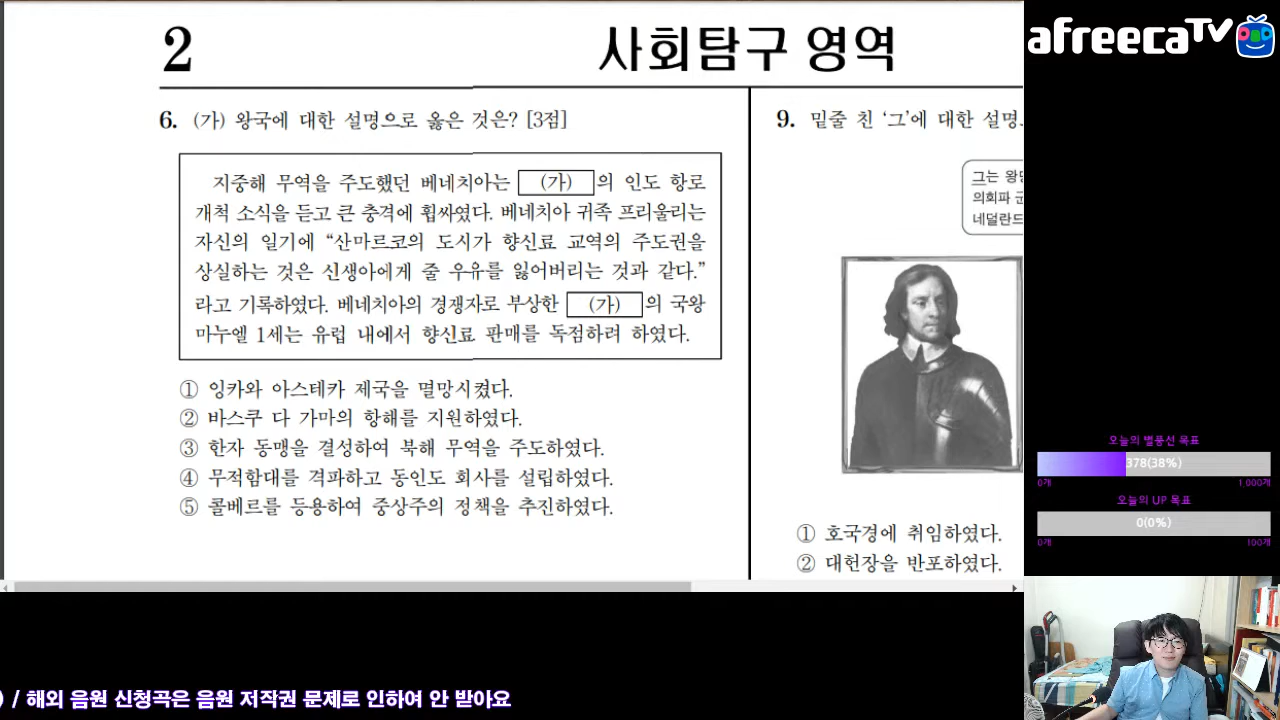 2
사회탐구 영역
6. (가) 왕국에 대한 설명으로 옳은 것은? [3점]
지중해 무역을 주도했던 베네치아는 (가) 의 인도 항로
개척 소식을 듣고 큰 충격에 휩싸였다. 베네치아 귀족 프리울리는
자신의 일기에 “산마르코의 도시가 향신료 교역의 주도권을
상실하는 것은 신생아에게 줄 우유를 잃어버리는 것과 같다.”
라고 기록하였다. 베네치아의 경쟁자로 부상한 (가) 의 국왕
마누엘 1세는 유럽 내에서 향신료 판매를 독점하려 하였다.
① 잉카와 아스테카 제국을 멸망시켰다.
② 바스쿠 다 가마의 항해를 지원하였다.
③ 한자 동맹을 결성하여 북해 무역을 주도하였다.
④ 무적함대를 격파하고 동인도 회사를 설립하였다.
⑤ 콜베르를 등용하여 중상주의 정책을 추진하였다.
9. 밑줄 친 ‘그’에 대한 설명
그는 왕당
의회파 군
네덜란드
① 호국경에 취임하였다.
② 대헌장을 반포하였다.
afreecaTV
오늘의 별풍선 목표
378(38%)
0개 1,000개
오늘의 UP 목표
0(0%)
0개 100개
) / 해외 음원 신청곡은 음원 저작권 문제로 인하여 안 받아요